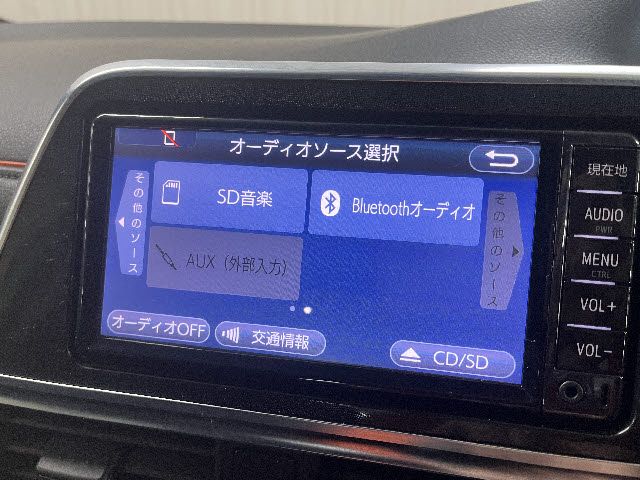 オーディオソース選択
その他のソース
SD音楽
Bluetoothオーディオ
その他のソース
AUX（外部入力）
オーディオOFF
交通情報
CD/SD
現在地
AUDIO
PWR
MENU
CTRL
VOL+
VOL-